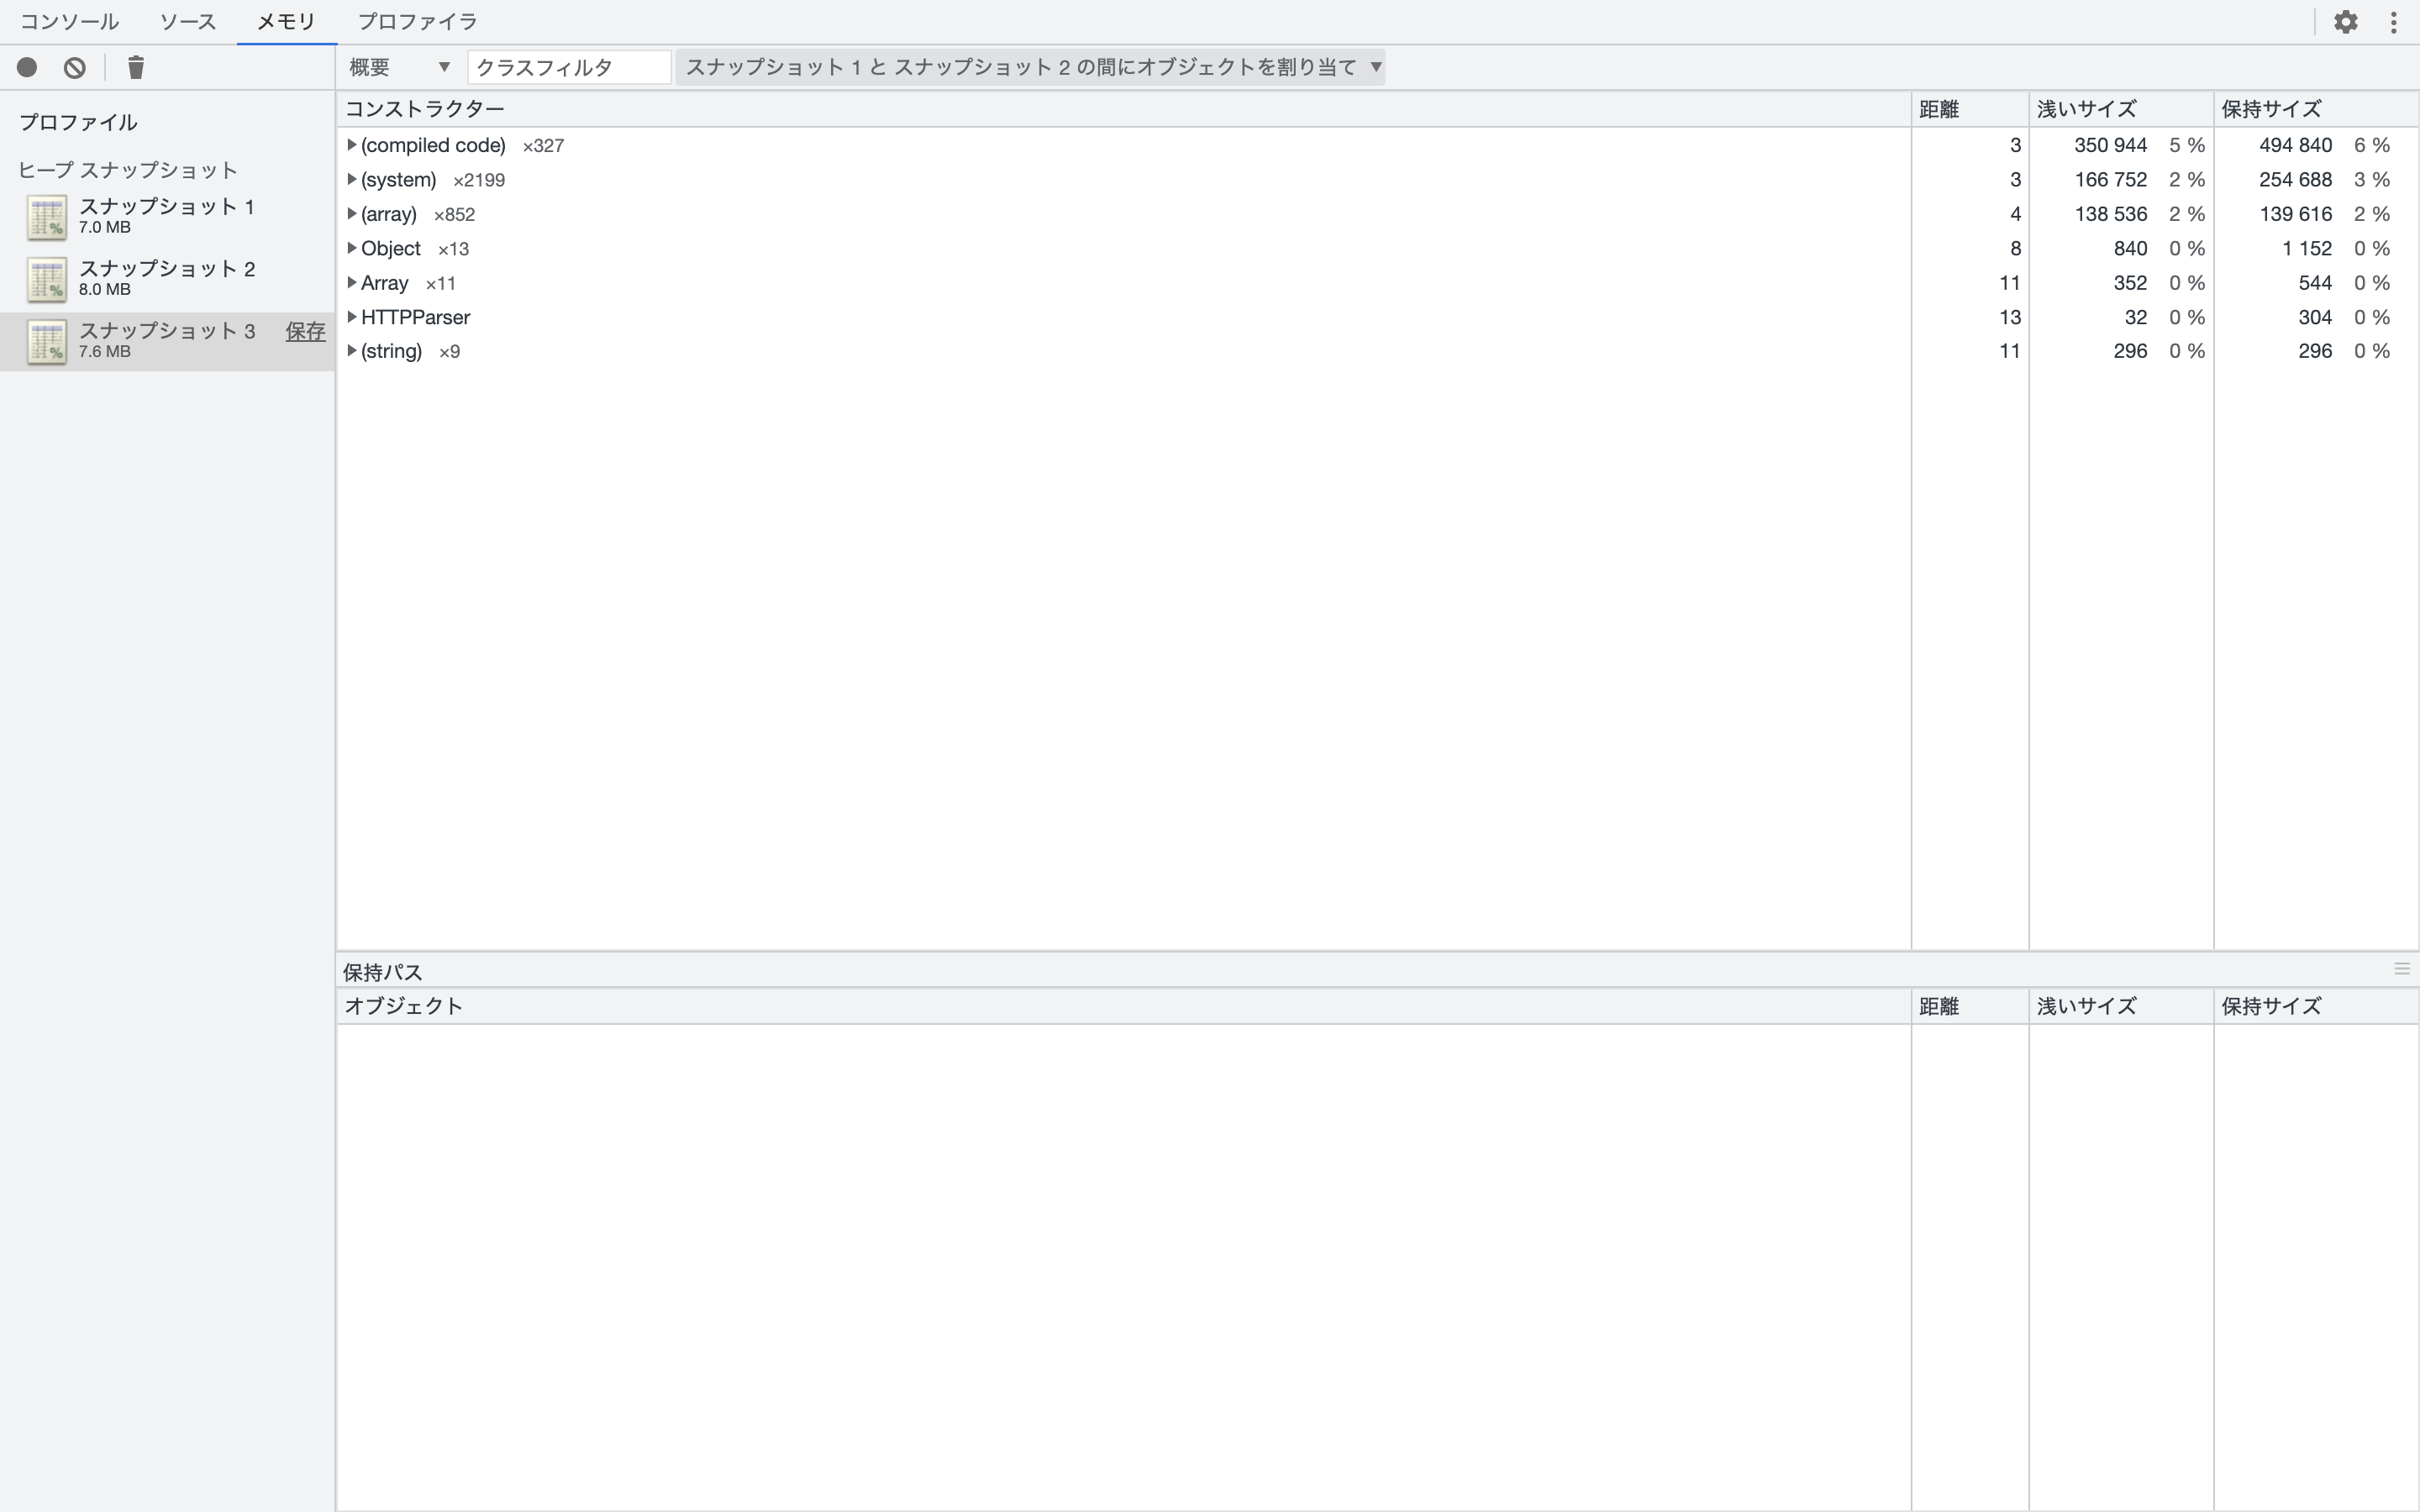 コンソール ソース メモリ プロファイラ
概要 ▼ クラスフィルタ スナップショット 1 と スナップショット 2 の間にオブジェクトを割り当て ▼
プロファイル
ヒープ スナップショット
スナップショット 1
7.0 MB
スナップショット 2
8.0 MB
スナップショット 3 保存
7.6 MB
コンストラクター 距離 浅いサイズ 保持サイズ
(compiled code) ×327 3 350 944 5 % 494 840 6 %
(system) ×2199 3 166 752 2 % 254 688 3 %
(array) ×852 4 138 536 2 % 139 616 2 %
Object ×13 8 840 0 % 1 152 0 %
Array ×11 11 352 0 % 544 0 %
HTTPParser 13 32 0 % 304 0 %
(string) ×9 11 296 0 % 296 0 %
保持パス
オブジェクト 距離 浅いサイズ 保持サイズ